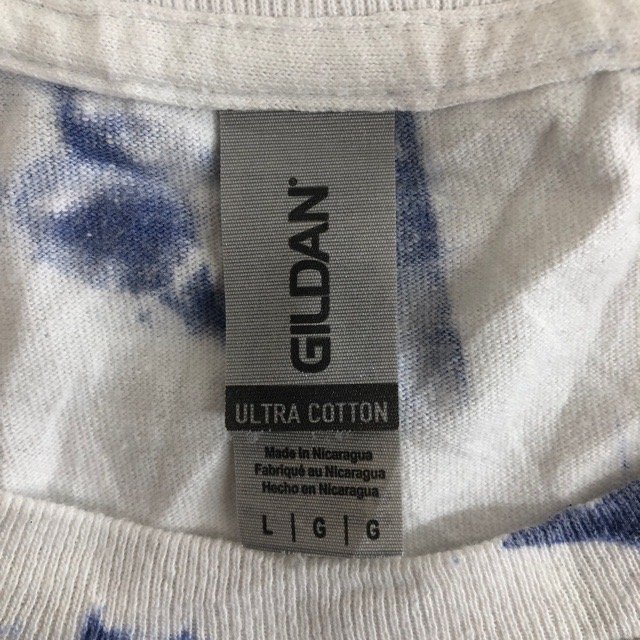 GILDAN®
ULTRA COTTON
Made in Nicaragua
Fabriqué au Nicaragua
Hecho en Nicaragua
L | G | G